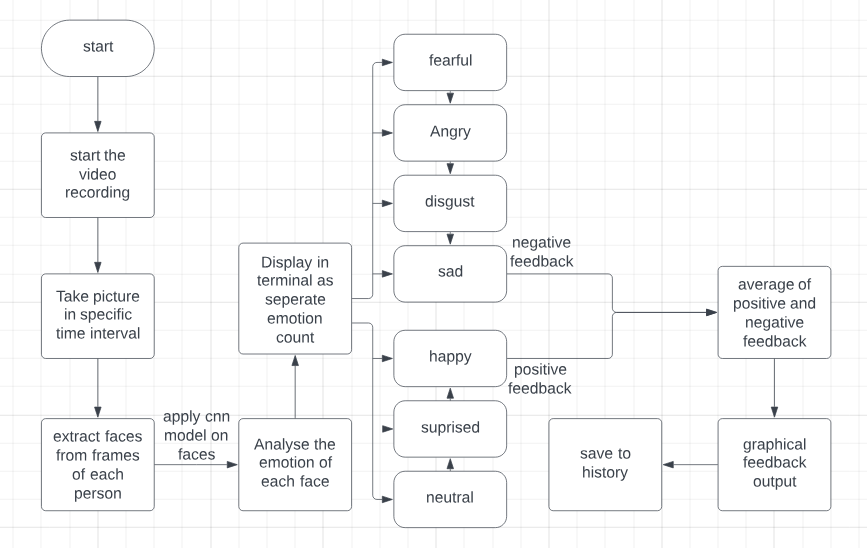 start
start the
video
recording
Take picture
in specific
time interval
extract faces
from frames
of each
person
apply cnn
model on
faces
Analyse the
emotion of
each face
Display in
terminal as
seperate
emotion
count
fearful
Angry
disgust
sad
negative
feedback
happy
positive
feedback
suprised
neutral
average of
positive and
negative
feedback
graphical
feedback
output
save to
history